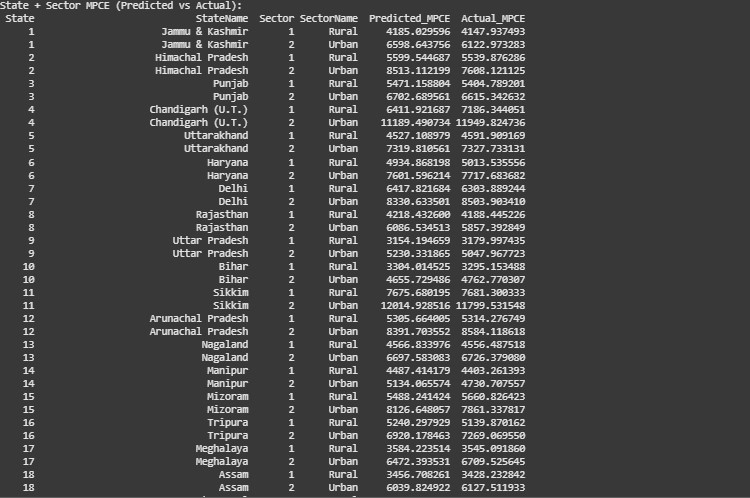 State + Sector MPCE (Predicted vs Actual):
State StateName Sector SectorName Predicted_MPCE Actual_MPCE
1 Jammu & Kashmir 1 Rural 4185.029596 4147.937493
1 Jammu & Kashmir 2 Urban 6598.643756 6122.973283
2 Himachal Pradesh 1 Rural 5599.544687 5539.876286
2 Himachal Pradesh 2 Urban 8513.112199 7608.121125
3 Punjab 1 Rural 5471.158804 5404.789201
3 Punjab 2 Urban 6702.689561 6615.342632
4 Chandigarh (U.T.) 1 Rural 6411.921687 7186.344051
4 Chandigarh (U.T.) 2 Urban 11189.490734 11949.824736
5 Uttarakhand 1 Rural 4527.108979 4591.909169
5 Uttarakhand 2 Urban 7319.810561 7327.733131
6 Haryana 1 Rural 4934.868198 5013.535556
6 Haryana 2 Urban 7601.596214 7717.683682
7 Delhi 1 Rural 6417.821684 6303.889244
7 Delhi 2 Urban 8330.633501 8503.903410
8 Rajasthan 1 Rural 4218.432600 4188.445226
8 Rajasthan 2 Urban 6086.534513 5857.392849
9 Uttar Pradesh 1 Rural 3154.194659 3179.997435
9 Uttar Pradesh 2 Urban 5230.331865 5047.967723
10 Bihar 1 Rural 3304.014525 3295.153488
10 Bihar 2 Urban 4655.729486 4762.770307
11 Sikkim 1 Rural 7675.680195 7681.300333
11 Sikkim 2 Urban 12014.928516 11799.531548
12 Arunachal Pradesh 1 Rural 5305.664005 5314.276749
12 Arunachal Pradesh 2 Urban 8391.703552 8584.118618
13 Nagaland 1 Rural 4566.833976 4556.487518
13 Nagaland 2 Urban 6697.583083 6726.379080
14 Manipur 1 Rural 4487.414179 4403.261393
14 Manipur 2 Urban 5134.065574 4730.707557
15 Mizoram 1 Rural 5488.241424 5660.826423
15 Mizoram 2 Urban 8126.648057 7861.337817
16 Tripura 1 Rural 5240.297929 5139.870162
16 Tripura 2 Urban 6920.178463 7269.069550
17 Meghalaya 1 Rural 3584.223514 3545.091860
17 Meghalaya 2 Urban 6472.393531 6709.525645
18 Assam 1 Rural 3456.708261 3428.232842
18 Assam 2 Urban 6039.824922 6127.511933